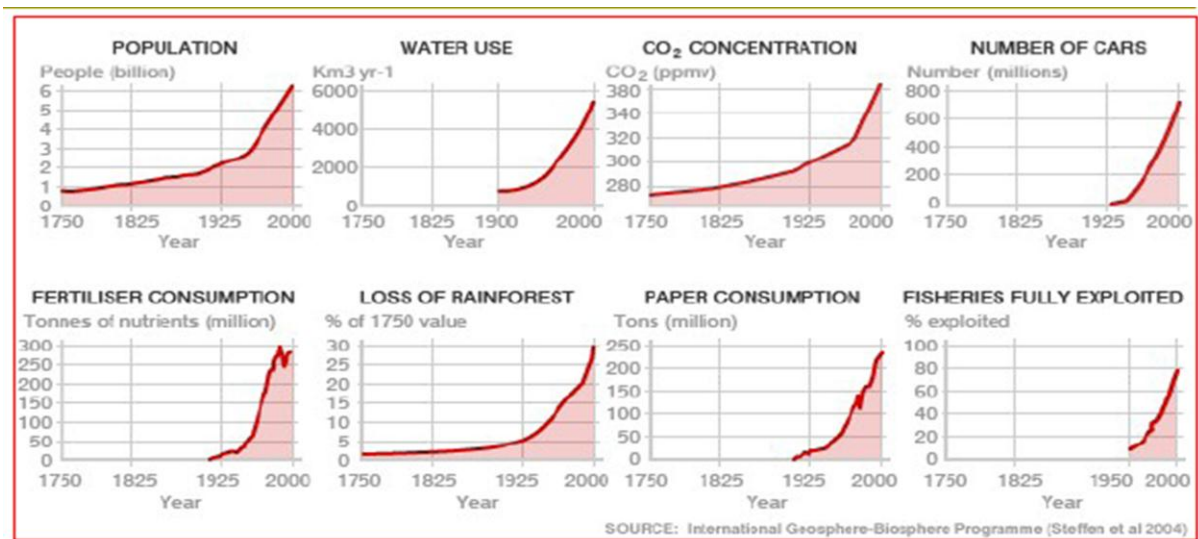 POPULATION
People (billion)
6
5
4
3
2
1
0
1750 1825 1925 2000
Year
WATER USE
Km3 yr-1
6000
4000
2000
0
1750 1825 1900 2000
Year
CO₂ CONCENTRATION
CO₂ (ppmv)
380
340
320
300
280
1750 1825 1925 2000
Year
NUMBER OF CARS
Number (millions)
800
600
400
200
0
1750 1825 1925 2000
Year
FERTILISER CONSUMPTION
Tonnes of nutrients (million)
300
250
200
150
100
50
0
1750 1825 1925 2000
Year
LOSS OF RAINFOREST
% of 1750 value
30
25
20
15
10
5
0
1750 1825 1925 2000
Year
PAPER CONSUMPTION
Tons (million)
250
200
150
100
50
0
1750 1825 1925 2000
Year
FISHERIES FULLY EXPLOITED
% exploited
100
80
60
40
20
0
1750 1825 1950 2000
Year
SOURCE: International Geosphere-Biosphere Programme (Steffen et al 2004)